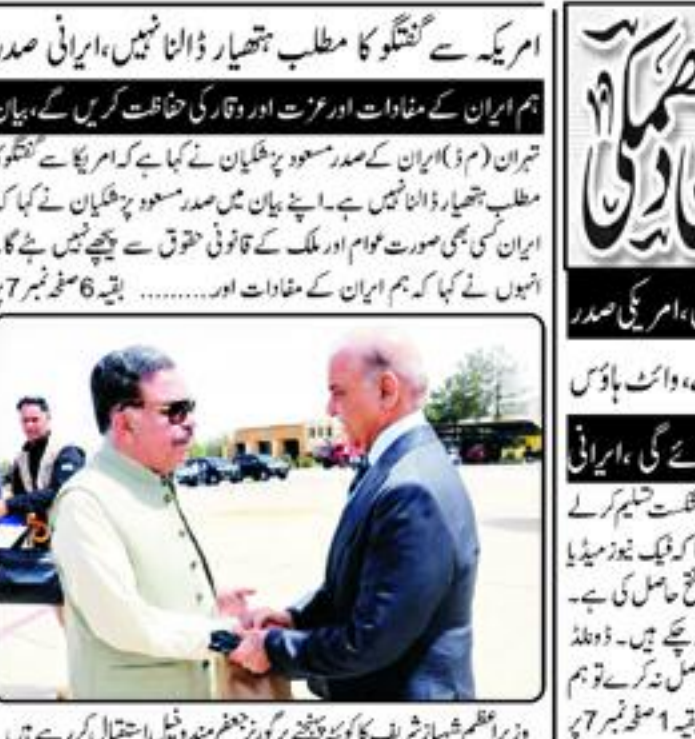 امریکہ سے گفتگو کا مطلب ہتھیار ڈالنا نہیں، ایرانی صدر
ہم ایران کے مفادات اور عزت اور وقار کی حفاظت کریں گے، بیان
تہران (م ڈ) ایران کے صدر مسعود پزشکیان نے کہا ہے کہ امریکا سے گفتگو کا
مطلب ہتھیار ڈالنا نہیں ہے۔ اپنے بیان میں صدر مسعود پزشکیان نے کہا کہ
ایران کسی بھی صورت عوام اور ملک کے قانونی حقوق سے پیچھے نہیں ہٹے گا۔
انہوں نے کہا کہ ہم ایران کے مفادات اور......... بقیہ 6 صفحہ نمبر 7 پر
وزیراعظم شہباز شریف کا کوئٹہ پہنچنے پر گورنر جعفر مندوخیل استقبال کر رہے ہیں
، امریکی صدر
، وائٹ ہاؤس
ئے گی ، ایرانی
شکست تسلیم کر لے
کہ فیک نیوز میڈیا
حاصل کی ہے۔
چکے ہیں۔ ڈونلڈ
نہ کرے تو ہم
بقیہ 1 صفحہ نمبر 7 پر